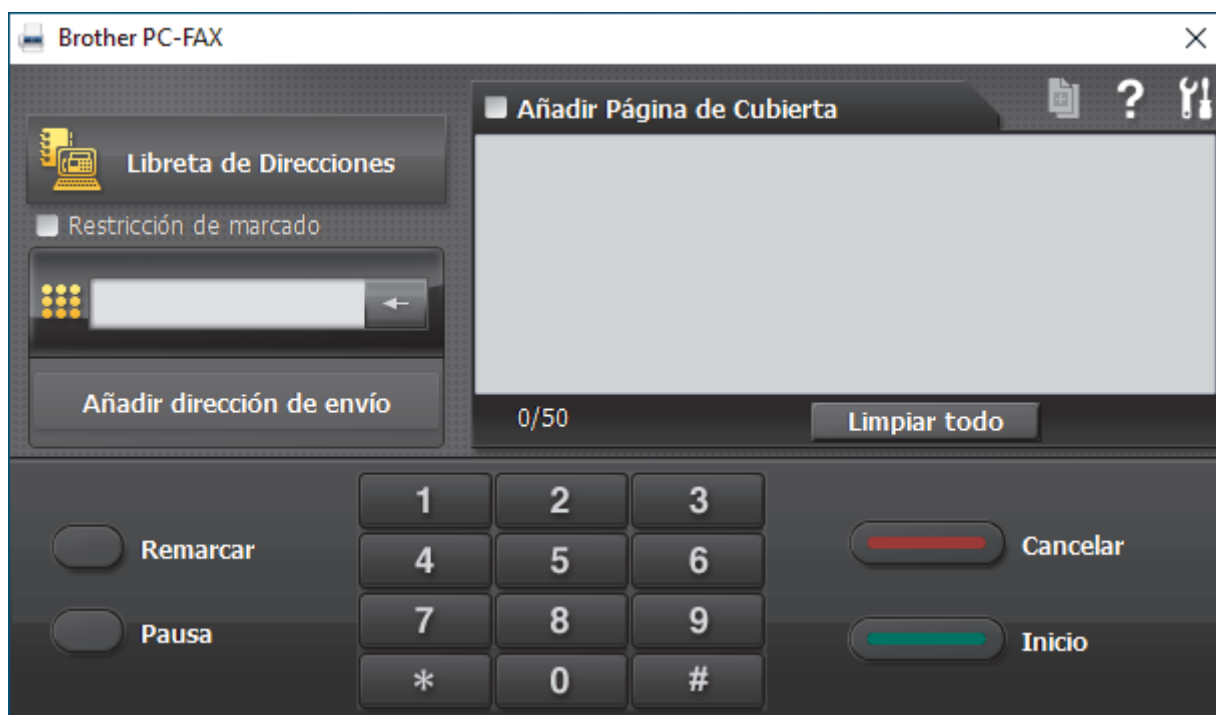 Brother PC-FAX
Añadir Página de Cubierta
?
Libreta de Direcciones
Restricción de marcado
Añadir dirección de envío
0/50
Limpiar todo
1 2 3
Remarcar
4 5 6
Cancelar
Pausa
7 8 9
Inicio
* 0 #